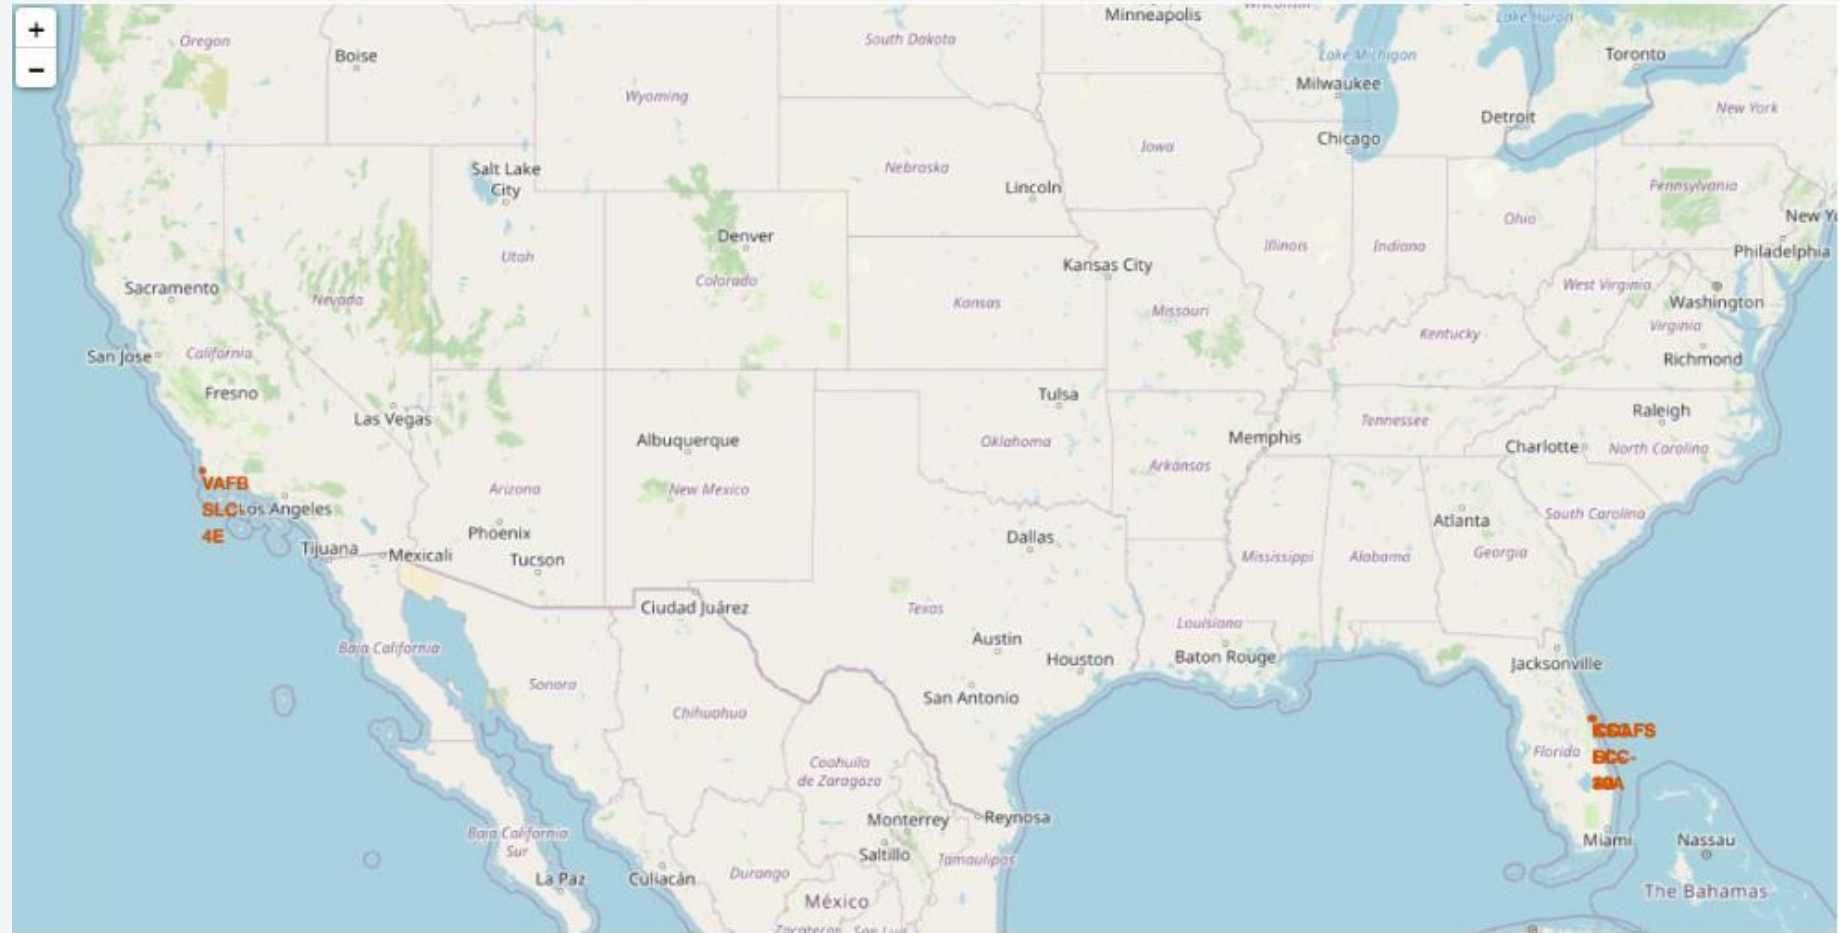 +
−
Minneapolis
Lake Huron
Oregon
South Dakota
Boise
Lake Michigan
Toronto
Milwaukee
Wyoming
New York
Detroit
Chicago
Iowa
Salt Lake
City
Nebraska
Lincoln
Pennsylvania
Ohio
Denver
Illinois
Indiana
Philadelphia
Utah
Kansas City
Colorado
West Virginia
Sacramento
Nevada
Kansas
Missouri
Washington
Virginia
Kentucky
San Jose
California
Richmond
Fresno
Tulsa
Las Vegas
Raleigh
Tennessee
Albuquerque
Oklahoma
Memphis
Charlotte
North Carolina
Arkansas
VAFB
SLC-
4E
Los Angeles
Arizona
New Mexico
South Carolina
Atlanta
Phoenix
Dallas
Tijuana
Mexicali
Tucson
Mississippi
Alabama
Georgia
Ciudad Juárez
Texas
Louisiana
Austin
Baja California
Houston
Baton Rouge
Jacksonville
Sonora
San Antonio
Chihuahua
Florida
Coahuila
de Zaragoza
Monterrey
Reynosa
Baja California
Sur
Miami
Nassau
Saltillo
Tamaulipas
La Paz
Culiacán
Durango
México
The Bahamas